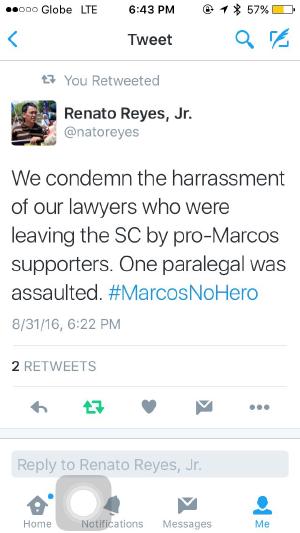 Globe LTE 6:43 PM 57%
Tweet
You Retweeted
Renato Reyes, Jr.
@natoreyes
We condemn the harrassment
of our lawyers who were
leaving the SC by pro-Marcos
supporters. One paralegal was
assaulted. #MarcosNoHero
8/31/16, 6:22 PM
2 RETWEETS
Reply to Renato Reyes, Jr.
Home Notifications Messages Me